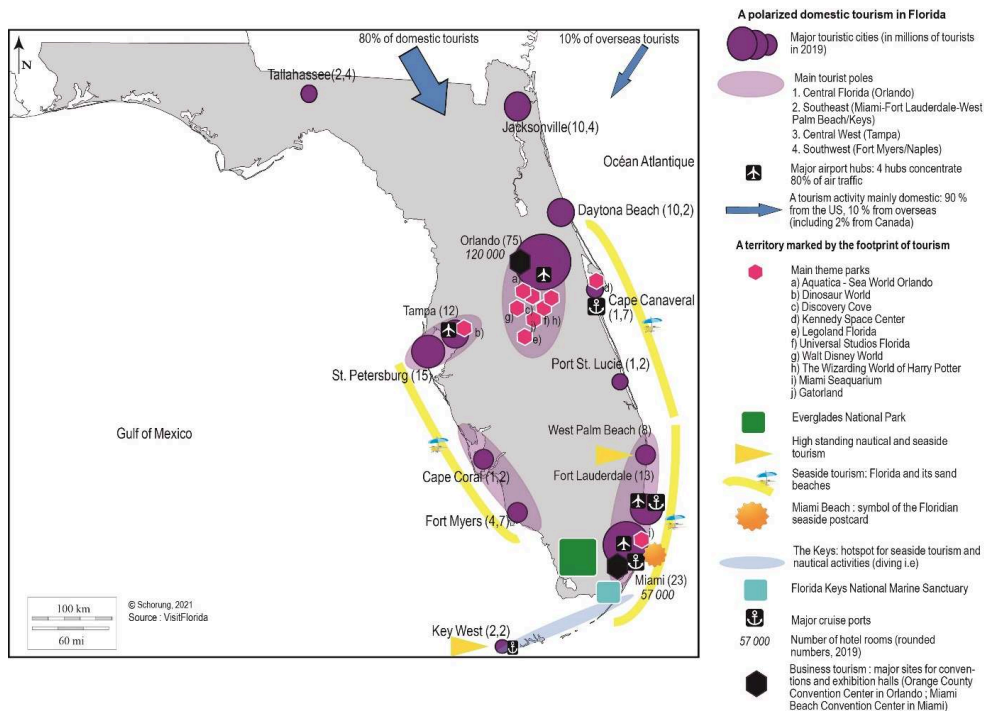 80% of domestic tourists
10% of overseas tourists
N
Tallahassee(2,4)
Jacksonville(10,4)
Océan Atlantique
Daytona Beach (10,2)
Orlando (75)
120 000
a)
d)
c)
g)
f) h)
j)
e)
Cape Canaveral
(1,7)
Tampa (12)
b)
St. Petersburg (15)
Port St. Lucie (1,2)
Gulf of Mexico
West Palm Beach (8)
Fort Lauderdale (13)
Cape Coral (1,2)
Fort Myers (4,7)
i)
Miami (23)
57 000
Key West (2,2)
100 km
60 mi
© Schorung, 2021
Source : VisitFlorida
A polarized domestic tourism in Florida
Major touristic cities (in millions of tourists
in 2019)
Main tourist poles
1. Central Florida (Orlando)
2. Southeast (Miami-Fort Lauderdale-West
Palm Beach/Keys)
3. Central West (Tampa)
4. Southwest (Fort Myers/Naples)
Major airport hubs: 4 hubs concentrate
80% of air traffic
A tourism activity mainly domestic: 90 %
from the US, 10 % from overseas
(including 2% from Canada)
A territory marked by the footprint of tourism
Main theme parks
a) Aquatica - Sea World Orlando
b) Dinosaur World
c) Discovery Cove
d) Kennedy Space Center
e) Legoland Florida
f) Universal Studios Florida
g) Walt Disney World
h) The Wizarding World of Harry Potter
i) Miami Seaquarium
j) Gatorland
Everglades National Park
High standing nautical and seaside
tourism
Seaside tourism: Florida and its sand
beaches
Miami Beach : symbol of the Floridian
seaside postcard
The Keys: hotspot for seaside tourism and
nautical activities (diving i.e)
Florida Keys National Marine Sanctuary
Major cruise ports
57 000
Number of hotel rooms (rounded
numbers, 2019)
Business tourism : major sites for conven-
tions and exhibition halls (Orange County
Convention Center in Orlando ; Miami
Beach Convention Center in Miami)